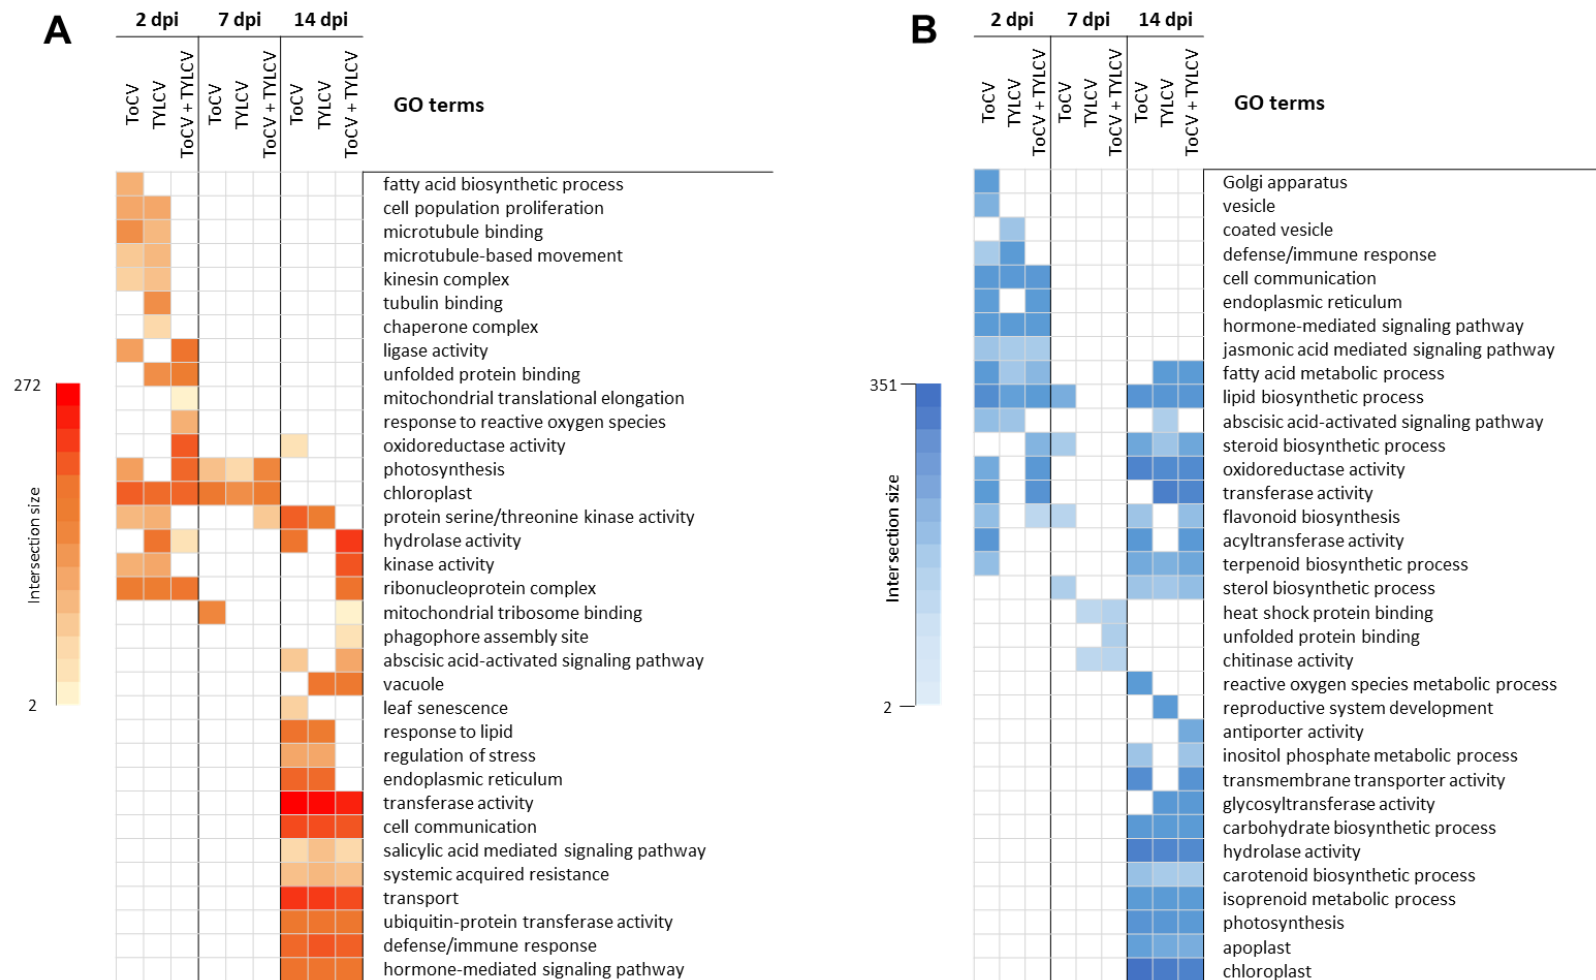 A
2 dpi 7 dpi 14 dpi
ToCV TYLCV ToCV + TYLCV ToCV TYLCV ToCV + TYLCV ToCV TYLCV ToCV + TYLCV
GO terms
fatty acid biosynthetic process
cell population proliferation
microtubule binding
microtubule-based movement
kinesin complex
tubulin binding
chaperone complex
ligase activity
unfolded protein binding
mitochondrial translational elongation
response to reactive oxygen species
oxidoreductase activity
photosynthesis
chloroplast
protein serine/threonine kinase activity
hydrolase activity
kinase activity
ribonucleoprotein complex
mitochondrial tribosome binding
phagophore assembly site
abscisic acid-activated signaling pathway
vacuole
leaf senescence
response to lipid
regulation of stress
endoplasmic reticulum
transferase activity
cell communication
salicylic acid mediated signaling pathway
systemic acquired resistance
transport
ubiquitin-protein transferase activity
defense/immune response
hormone-mediated signaling pathway
272
Intersection size
2
B
2 dpi 7 dpi 14 dpi
ToCV TYLCV ToCV + TYLCV ToCV TYLCV ToCV + TYLCV ToCV TYLCV ToCV + TYLCV
GO terms
Golgi apparatus
vesicle
coated vesicle
defense/immune response
cell communication
endoplasmic reticulum
hormone-mediated signaling pathway
jasmonic acid mediated signaling pathway
fatty acid metabolic process
lipid biosynthetic process
abscisic acid-activated signaling pathway
steroid biosynthetic process
oxidoreductase activity
transferase activity
flavonoid biosynthesis
acyltransferase activity
terpenoid biosynthetic process
sterol biosynthetic process
heat shock protein binding
unfolded protein binding
chitinase activity
reactive oxygen species metabolic process
reproductive system development
antiporter activity
inositol phosphate metabolic process
transmembrane transporter activity
glycosyltransferase activity
carbohydrate biosynthetic process
hydrolase activity
carotenoid biosynthetic process
isoprenoid metabolic process
photosynthesis
apoplast
chloroplast
351
Intersection size
2